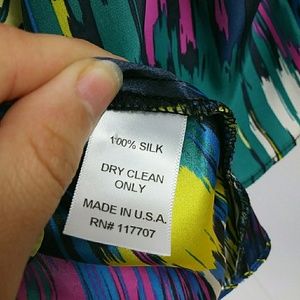 100% SILK
DRY CLEAN
ONLY
MADE IN U.S.A.
RN# 117707